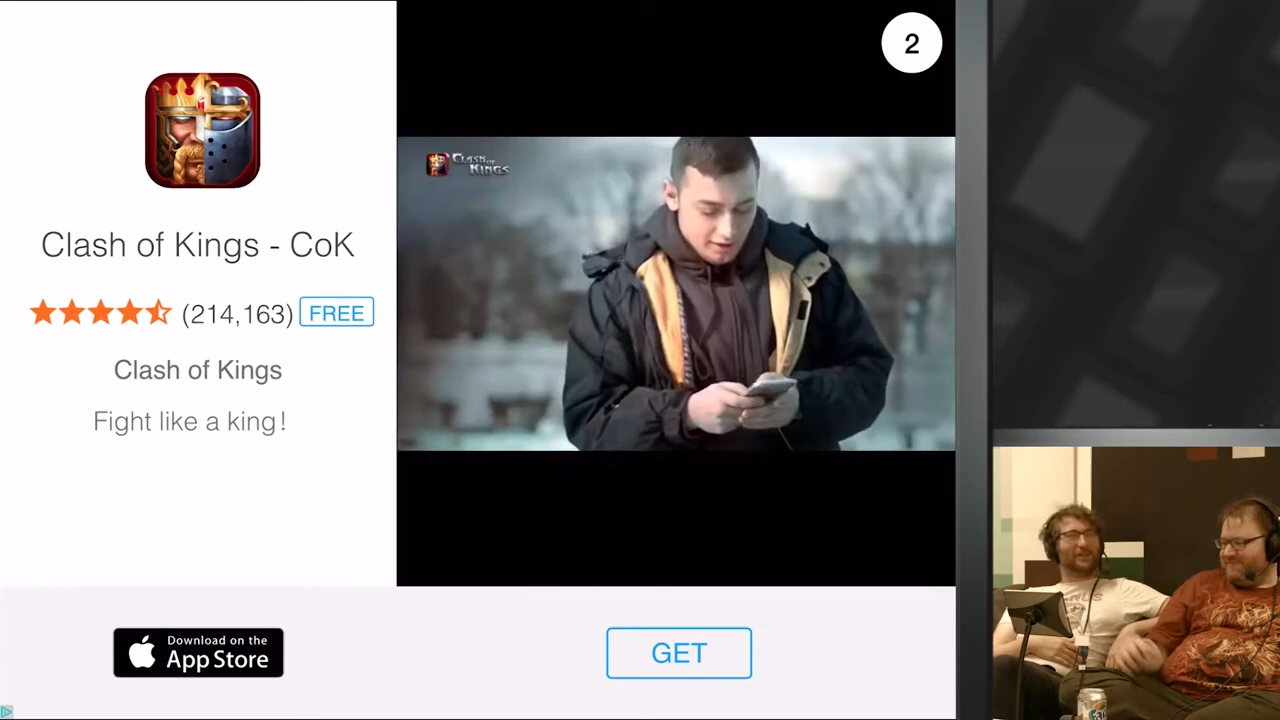 Clash of Kings - CoK
(214,163) FREE
Clash of Kings
Fight like a king!
2
CLASH OF
KINGS
Download on the
App Store
GET